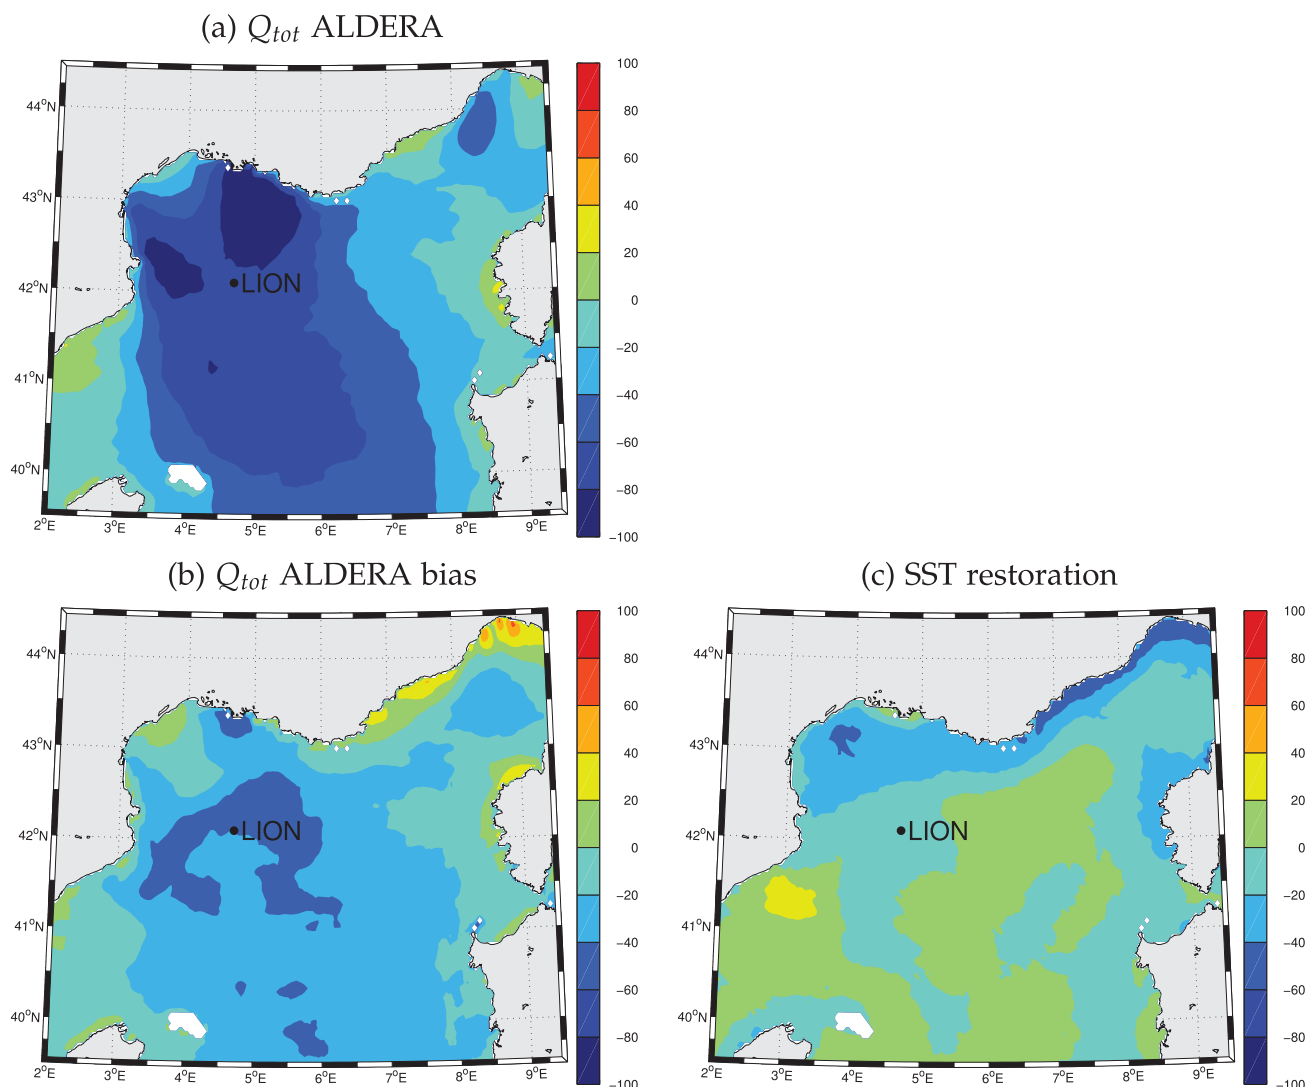 (a) Q_tot ALDERA
100
80
60
40
20
0
−20
−40
−60
−80
−100
44°N
43°N
42°N
41°N
40°N
LION
2°E 3°E 4°E 5°E 6°E 7°E 8°E 9°E
(b) Q_tot ALDERA bias
100
80
60
40
20
0
−20
−40
−60
−80
−100
44°N
43°N
42°N
41°N
40°N
LION
2°E 3°E 4°E 5°E 6°E 7°E 8°E 9°E
(c) SST restoration
100
80
60
40
20
0
−20
−40
−60
−80
−100
44°N
43°N
42°N
41°N
40°N
LION
2°E 3°E 4°E 5°E 6°E 7°E 8°E 9°E